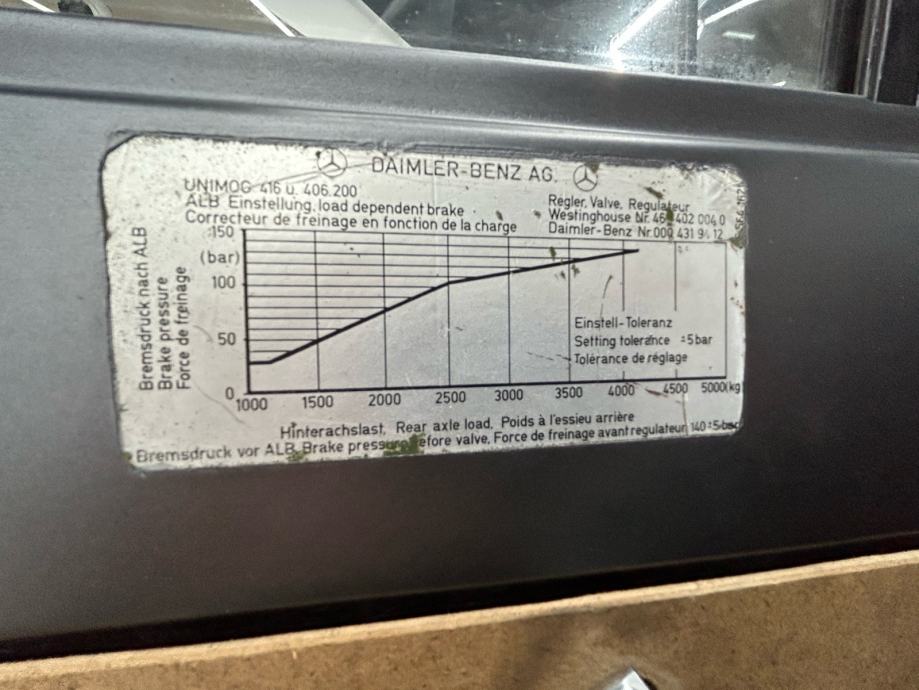 DAIMLER-BENZ AG.
UNIMOG 416 u. 406.200
ALB Einstellung, load dependent brake
Correcteur de freinage en fonction de la charge
Regler, Valve, Regulateur
Westinghouse Nr. 402 004 0
Daimler-Benz Nr. 000 431 12
Bremsdruck nach ALB
Brake pressure
Force de freinage
150
(bar)
100
50
0
Einstell-Toleranz
Setting tolerance ±5 bar
Tolérance de réglage
1000 1500 2000 2500 3000 3500 4000 4500 5000(kg)
Hinterachslast, Rear axle load, Poids à l'essieu arrière
Bremsdruck vor ALB, Brake pressure before valve, Force de freinage avant regulateur 140±5 bar